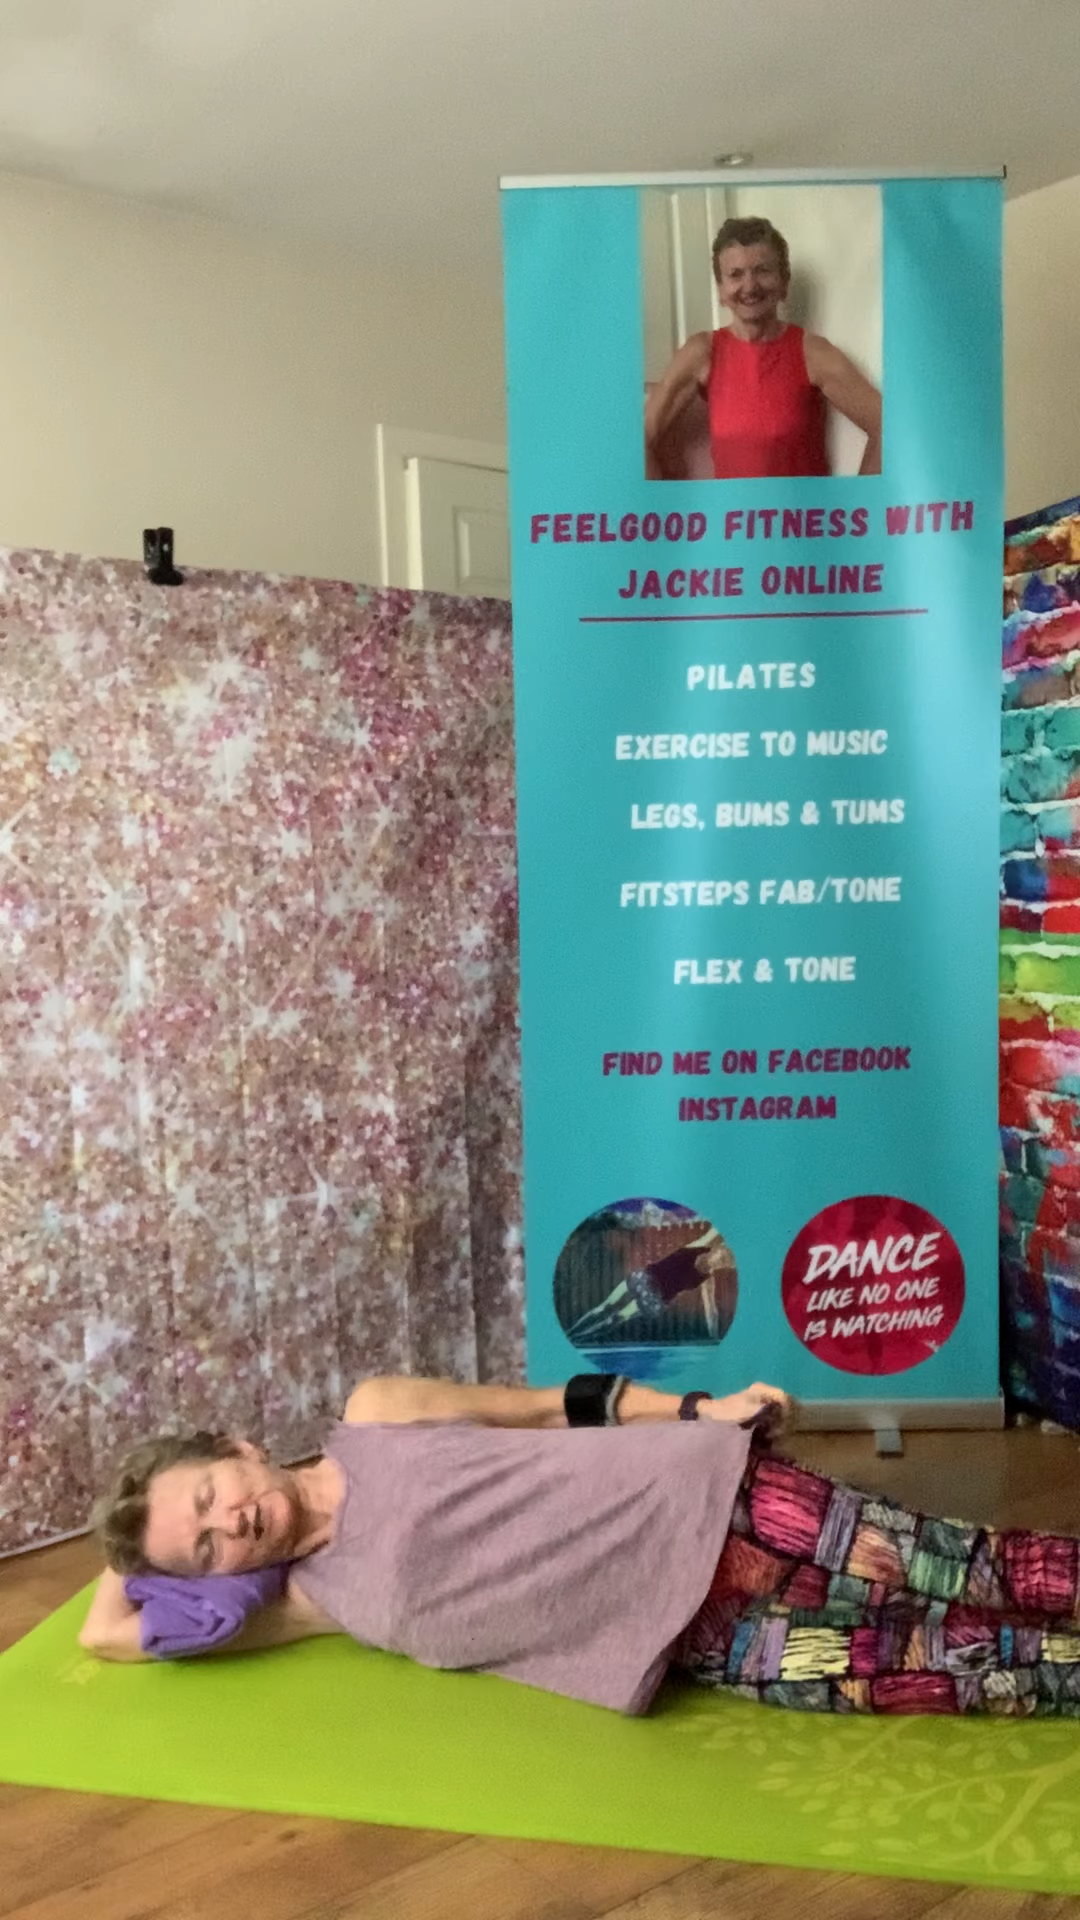 FEELGOOD FITNESS WITH
JACKIE ONLINE
PILATES
EXERCISE TO MUSIC
LEGS, BUMS & TUMS
FITSTEPS FAB/TONE
FLEX & TONE
FIND ME ON FACEBOOK
INSTAGRAM
DANCE
LIKE NO ONE
IS WATCHING